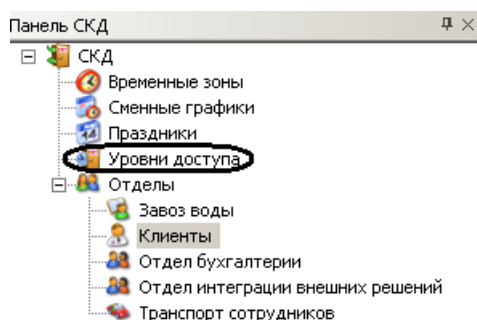 Панель СКД
СКД
Временные зоны
Сменные графики
Праздники
Уровни доступа
Отделы
Завоз воды
Клиенты
Отдел бухгалтерии
Отдел интеграции внешних решений
Транспорт сотрудников